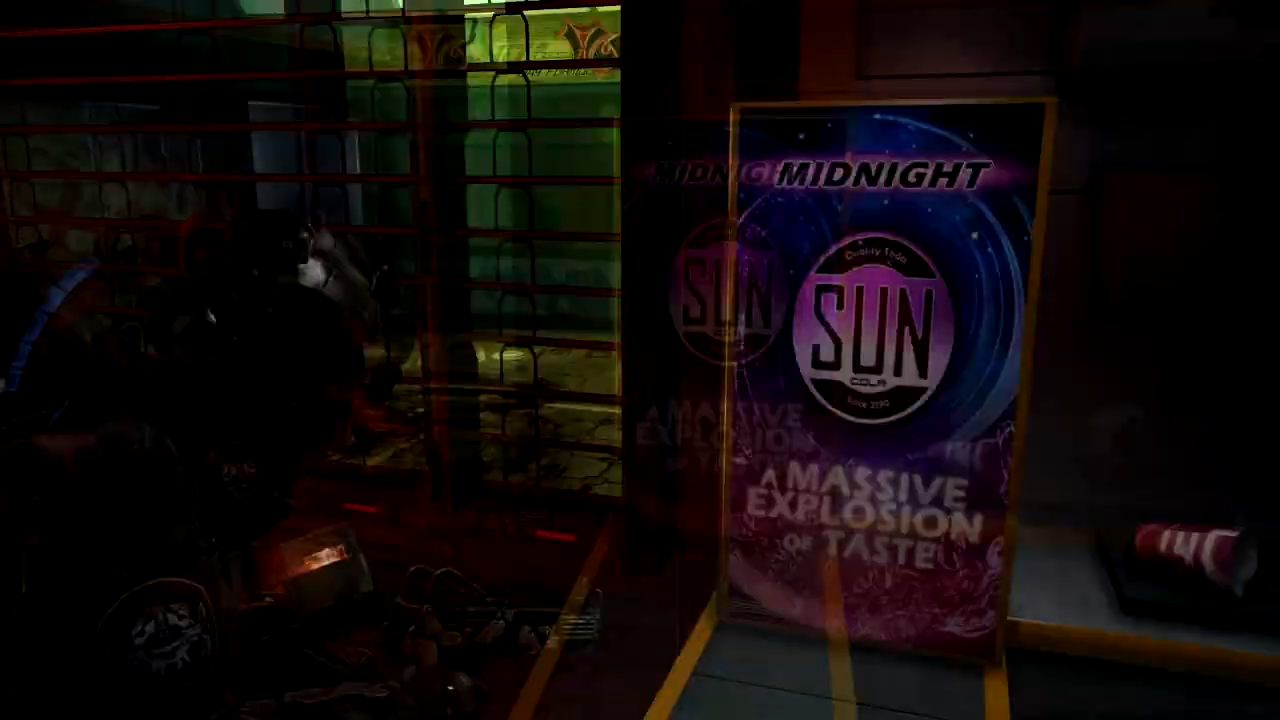 MIDNIGHT
Quality Soda
SUN
COLA
Since 2190
A MASSIVE
EXPLOSION
OF TASTE